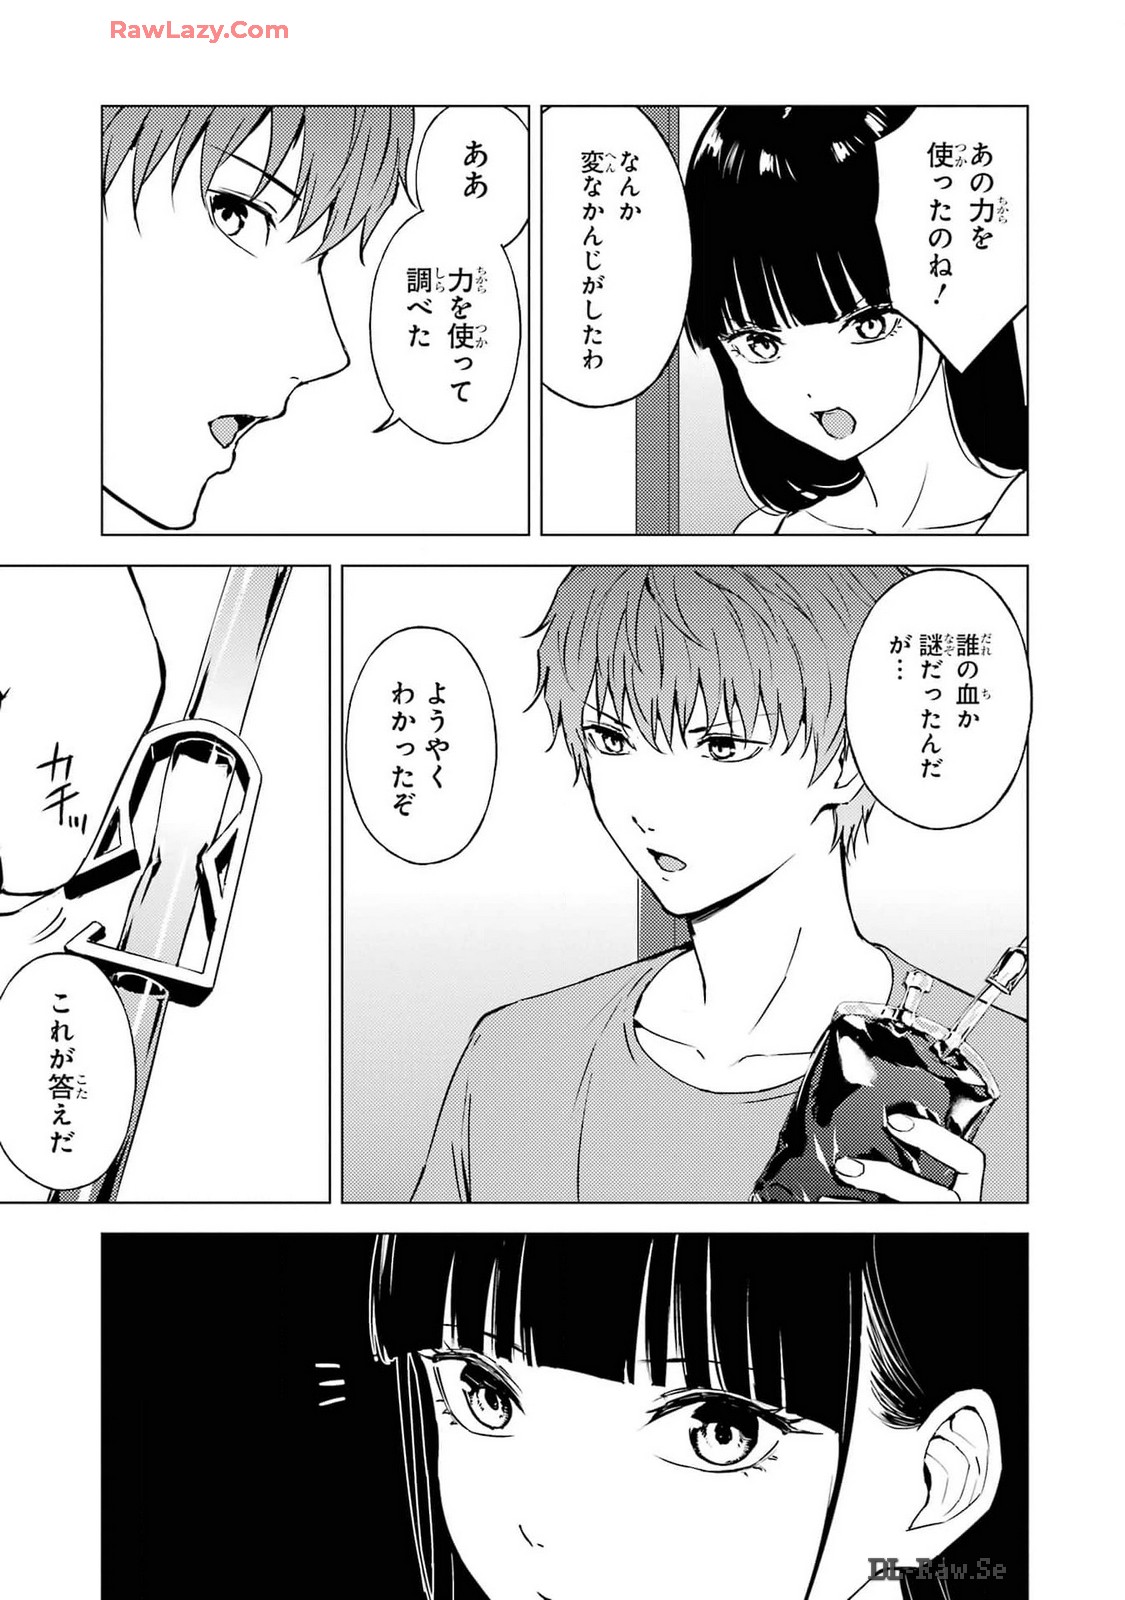 RawLazy.Com
あの力を
使ったのね！
なんか
変なかんじがしたわ
ああ
力を使って
調べた
誰の血か
謎だったんだ
が…
ようやく
わかったぞ
カチッ
これが答えだ
DL-Raw.Se